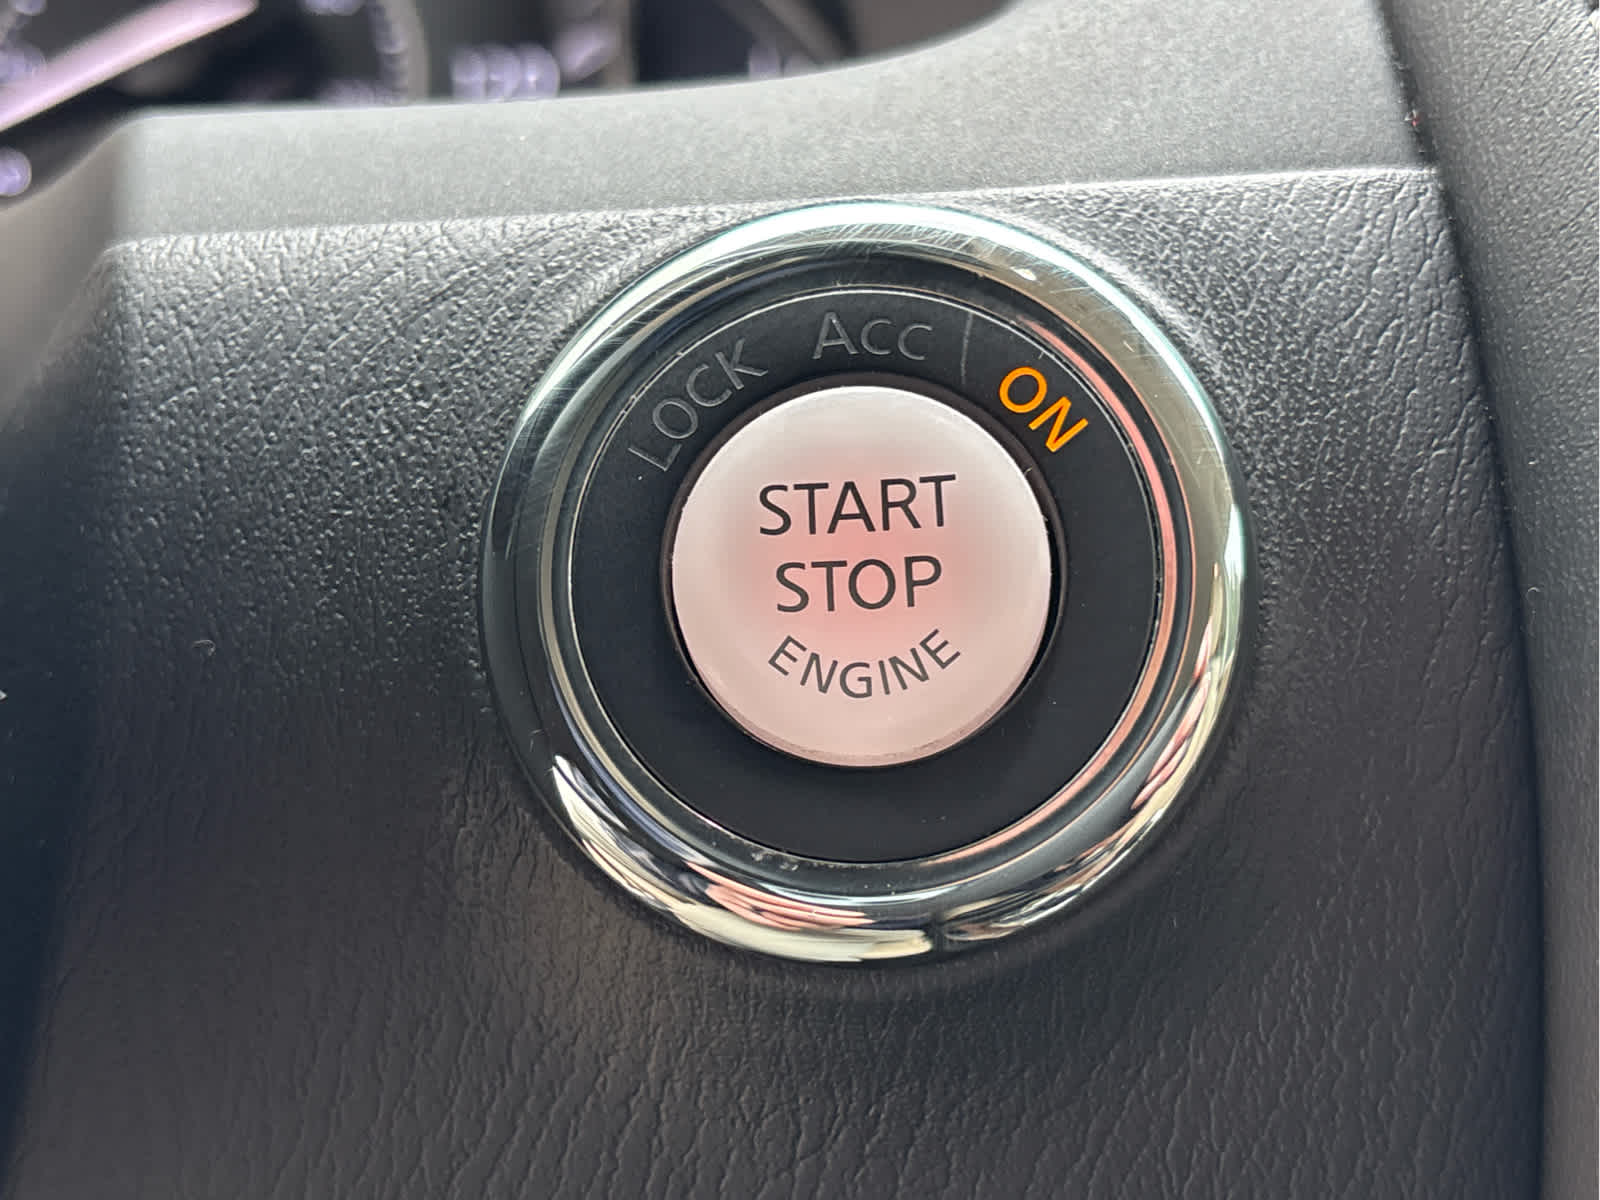 LOCK Acc ON
START
STOP
ENGINE